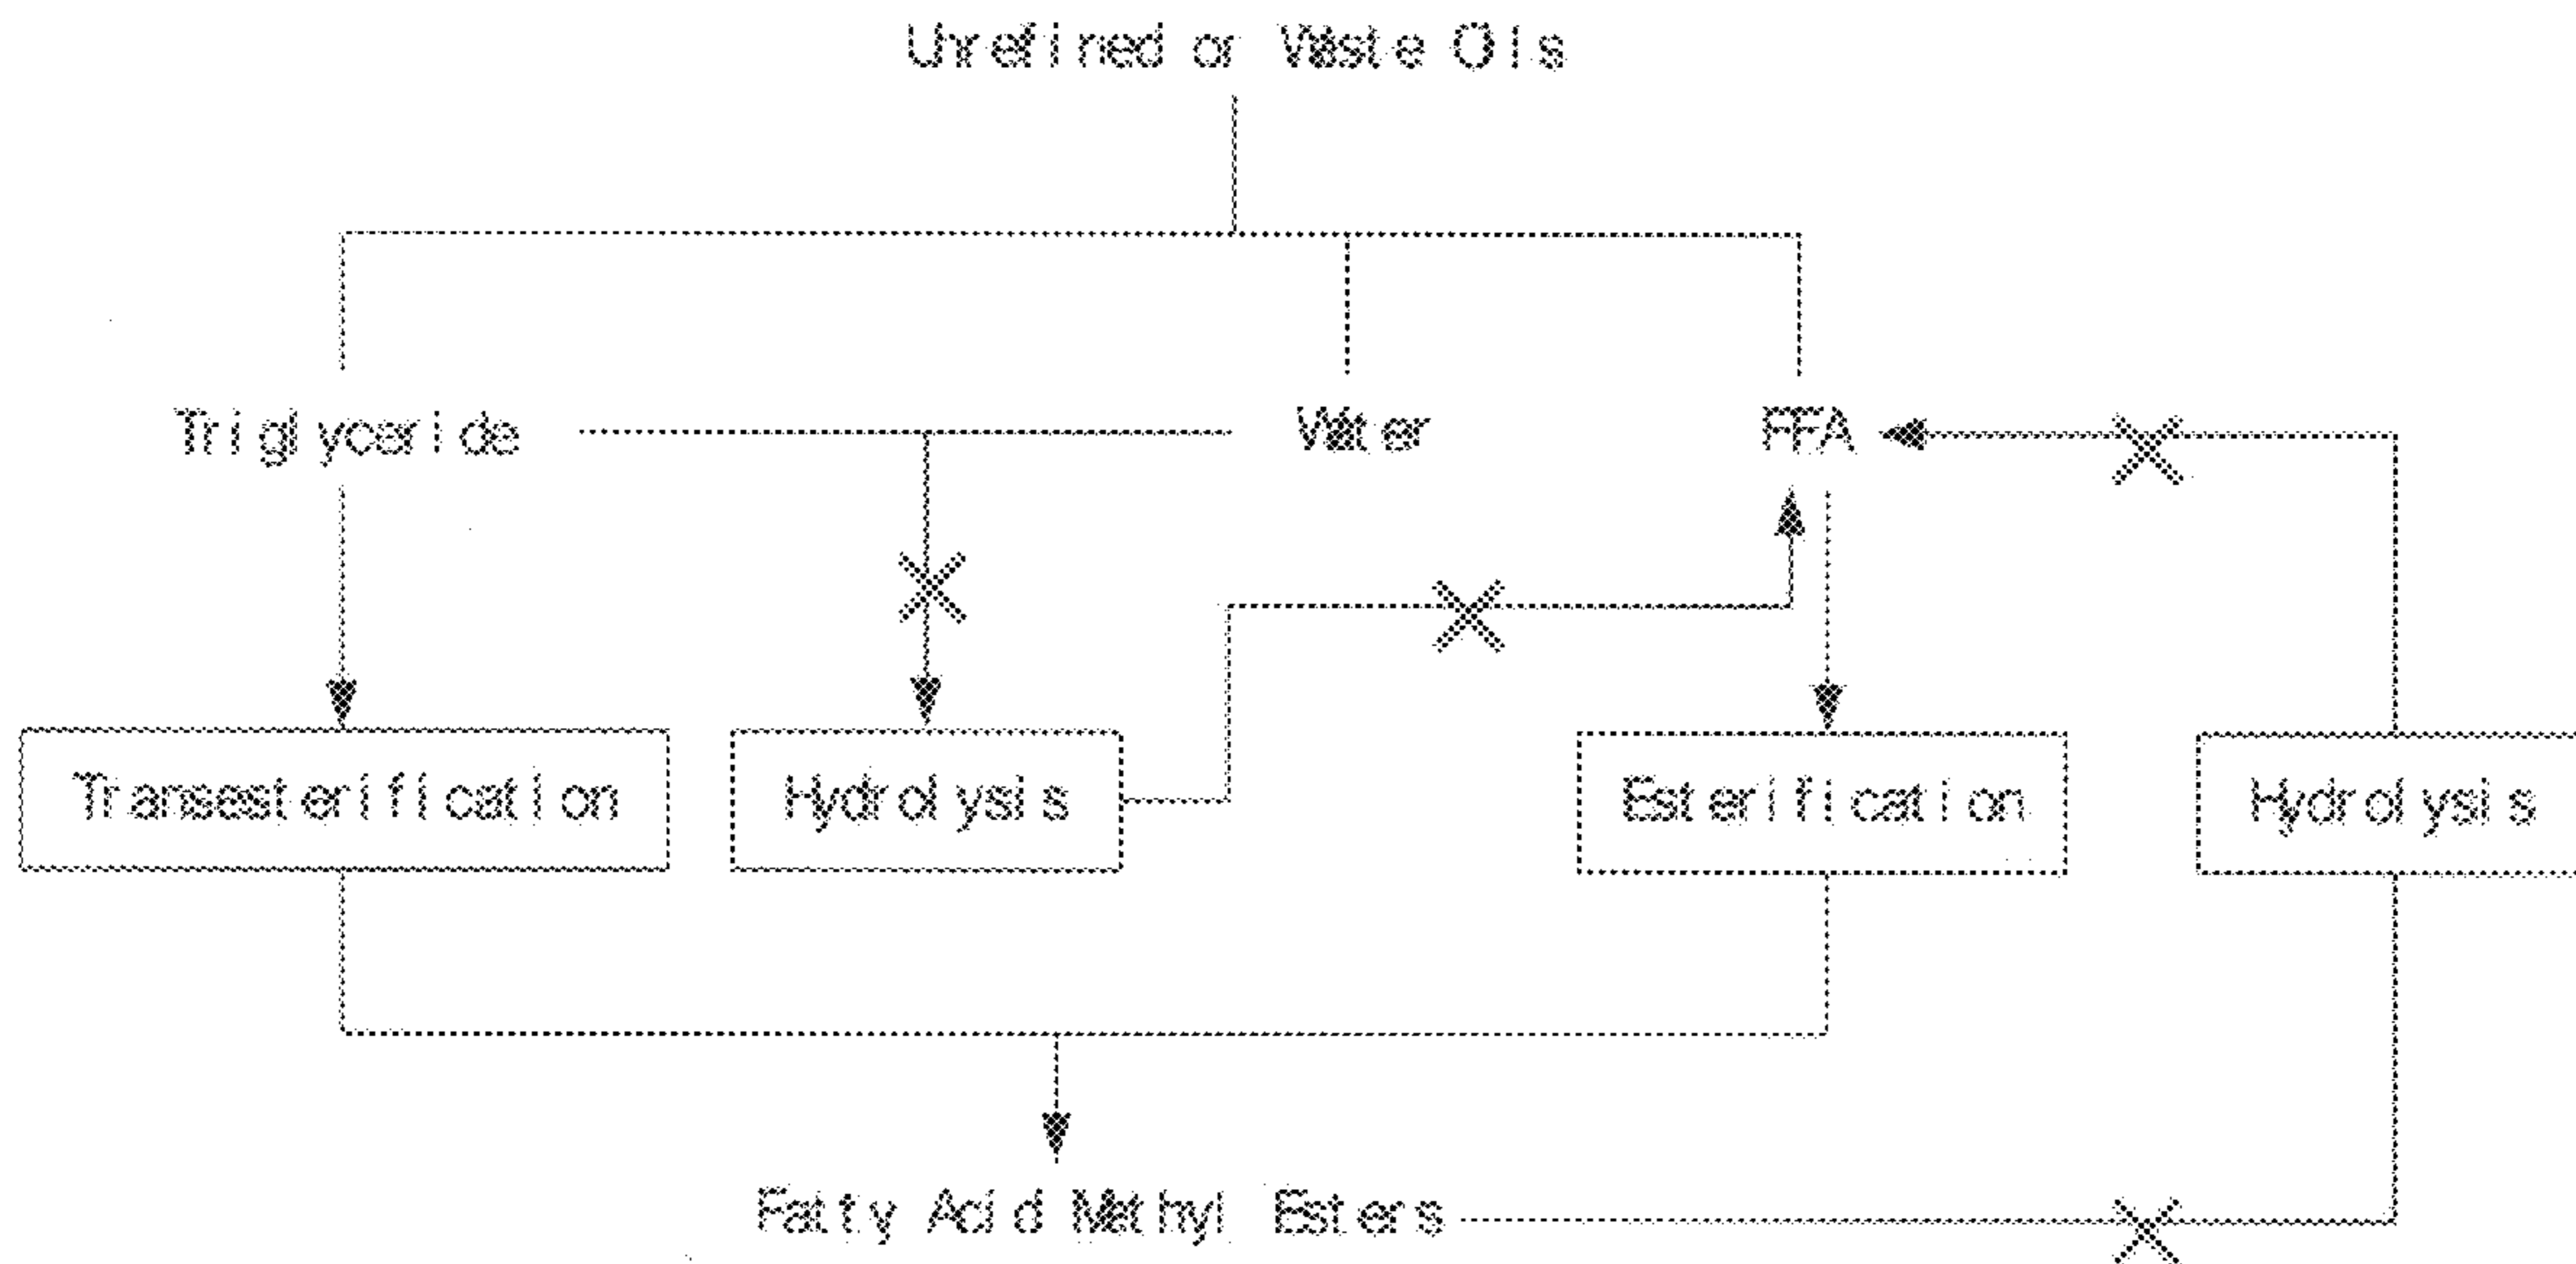 Unrefined or Waste Oils
Triglyceride
Water
FFA
Transesterification
Hydrolysis
Esterification
Hydrolysis
Fatty Acid Methyl Esters